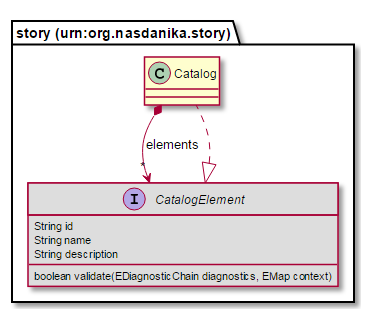 story (urn:org.nasdanika.story)
C Catalog
elements
*
I CatalogElement
String id
String name
String description
boolean validate(EDiagnosticChain diagnostics, EMap context)